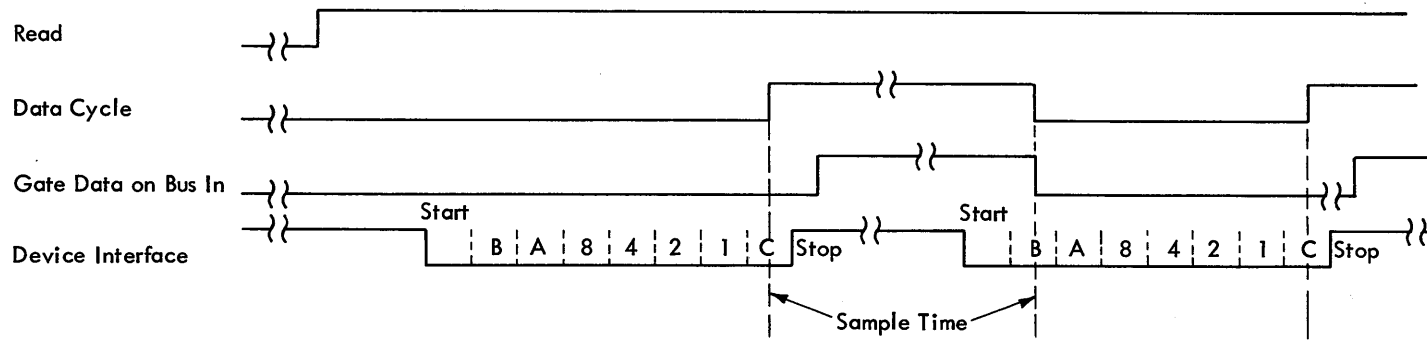 Read
Data Cycle
Gate Data on Bus In
Start Start
Device Interface B A 8 4 2 1 C Stop B A 8 4 2 1 C Stop
Sample Time